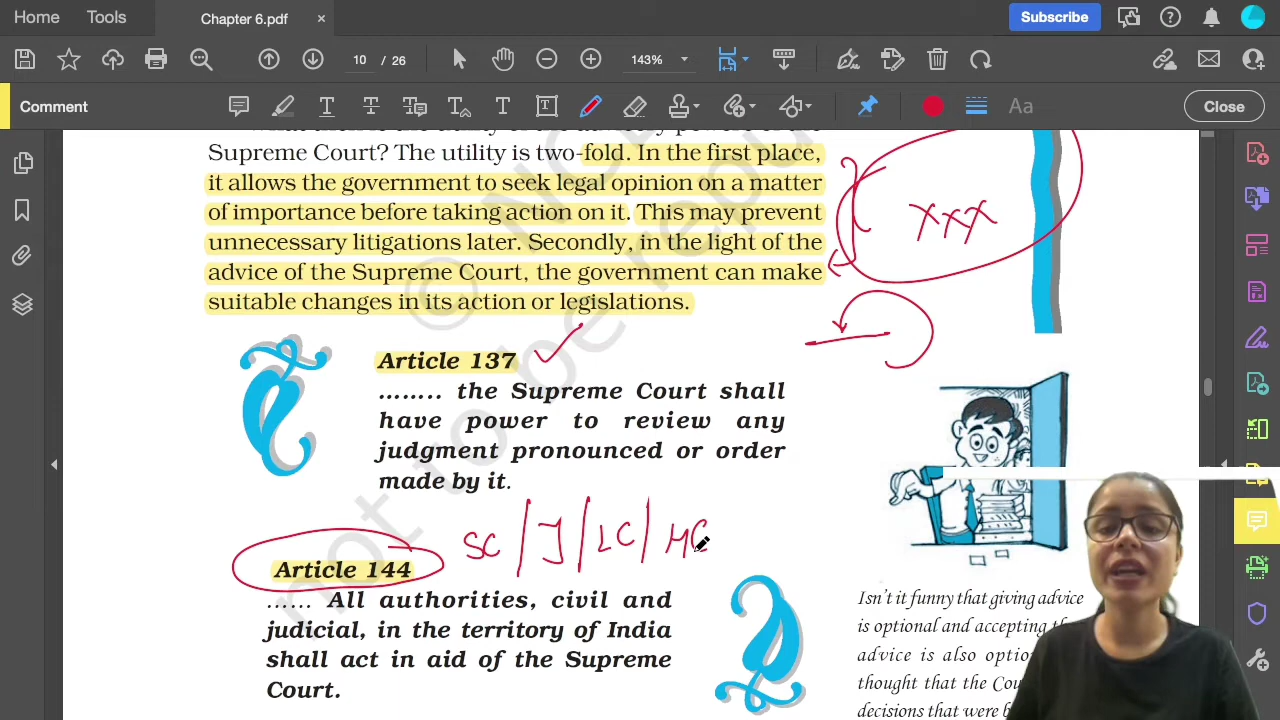 Home Tools Chapter 6.pdf × Subscribe
10 / 26 143%
Comment Close
Supreme Court? The utility is two-fold. In the first place,
it allows the government to seek legal opinion on a matter
of importance before taking action on it. This may prevent
unnecessary litigations later. Secondly, in the light of the
advice of the Supreme Court, the government can make
suitable changes in its action or legislations.
XXX
Article 137
........ the Supreme Court shall
have power to review any
judgment pronounced or order
made by it.
SC | J | LC | HC
Article 144
...... All authorities, civil and
judicial, in the territory of India
shall act in aid of the Supreme
Court.
Isn't it funny that giving advice
is optional and accepting
advice is also
thought that the
decisions that were
not to be